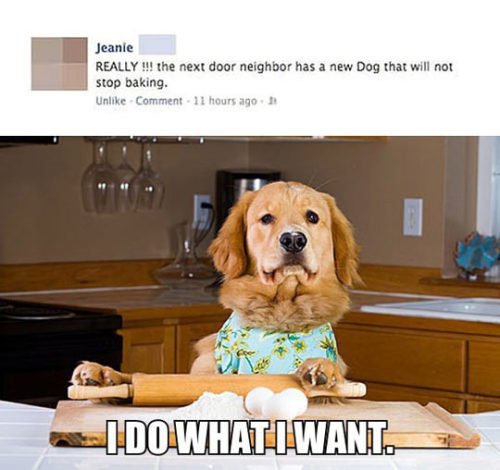 Jeanie
REALLY !!! the next door neighbor has a new Dog that will not
stop baking.
Unlike · Comment · 11 hours ago ·
I DO WHAT I WANT.